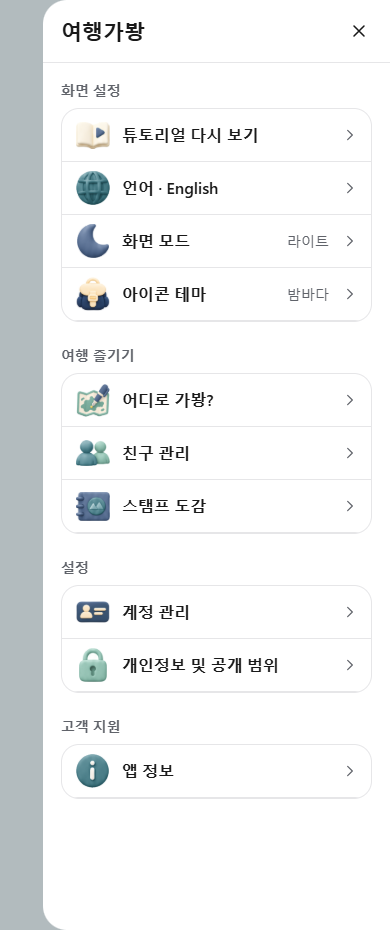 여행가봥
화면 설정
튜토리얼 다시 보기
언어 · English
화면 모드 라이트
아이콘 테마 밤바다
여행 즐기기
어디로 가봥?
친구 관리
스탬프 도감
설정
계정 관리
개인정보 및 공개 범위
고객 지원
앱 정보